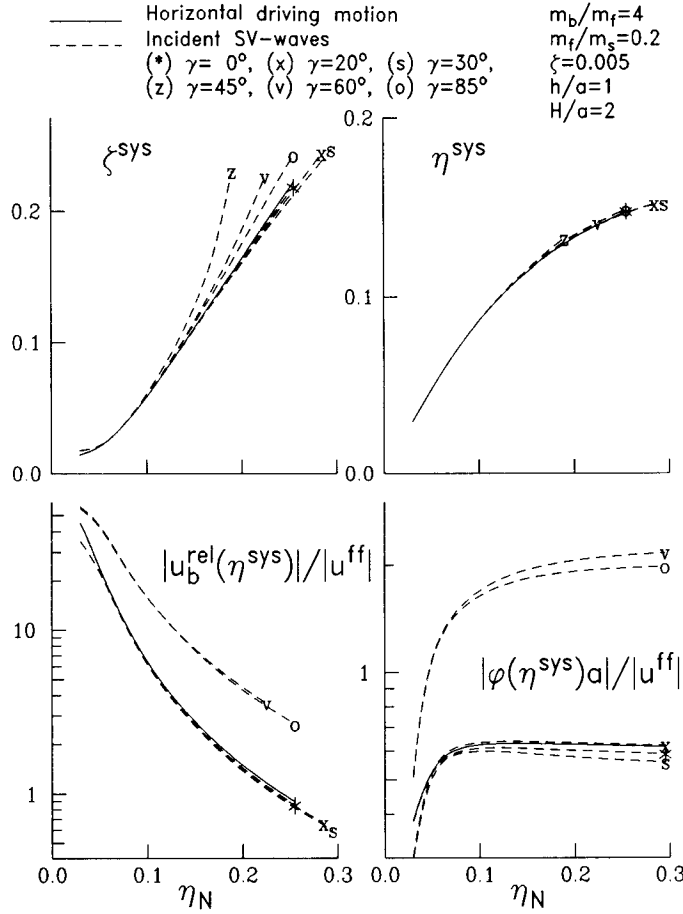 Horizontal driving motion
Incident SV-waves
(*) γ= 0°, (x) γ=20°, (s) γ=30°,
(z) γ=45°, (v) γ=60°, (o) γ=85°
m_b/m_f=4
m_f/m_s=0.2
ζ=0.005
h/a=1
H/a=2
ζ^sys
0.2
0.1
0.0
z
v
o
*
x
s
η^sys
0.2
0.1
0.0
z
v
*
x
s
|u_b^rel(η^sys)|/|u^ff|
10
1
v
o
*
x
s
0.0
0.1
0.2
0.3
η_N
|φ(η^sys)a|/|u^ff|
1
v
o
*
s
0.0
0.1
0.2
0.3
η_N